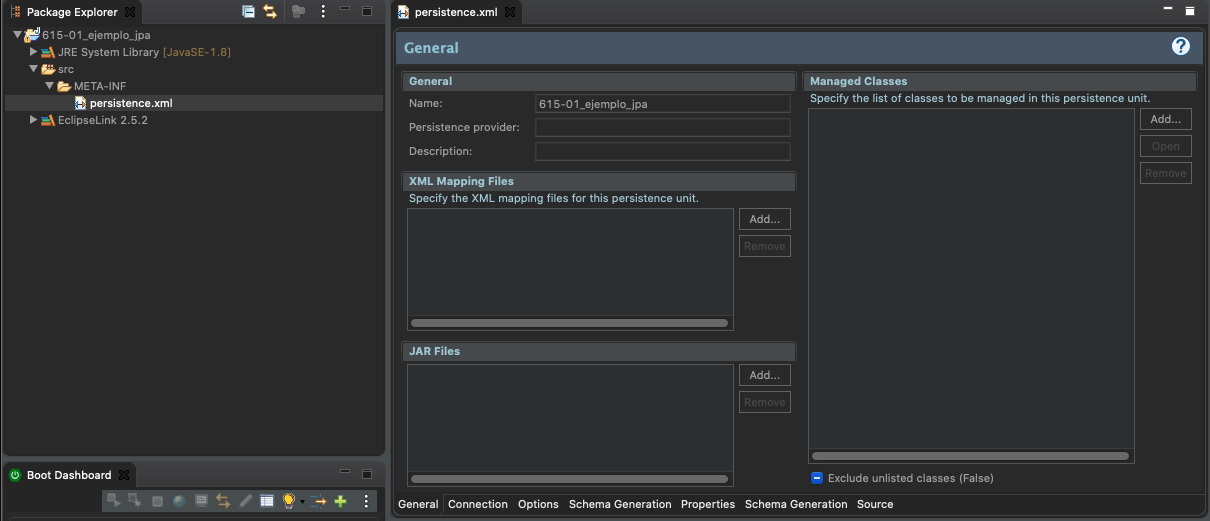 Package Explorer
615-01_ejemplo_jpa
JRE System Library [JavaSE-1.8]
src
META-INF
persistence.xml
EclipseLink 2.5.2
Boot Dashboard
persistence.xml
General
General
Name: 615-01_ejemplo_jpa
Persistence provider:
Description:
XML Mapping Files
Specify the XML mapping files for this persistence unit.
Add...
Remove
JAR Files
Add...
Remove
Managed Classes
Specify the list of classes to be managed in this persistence unit.
Add...
Open
Remove
Exclude unlisted classes (False)
General Connection Options Schema Generation Properties Schema Generation Source